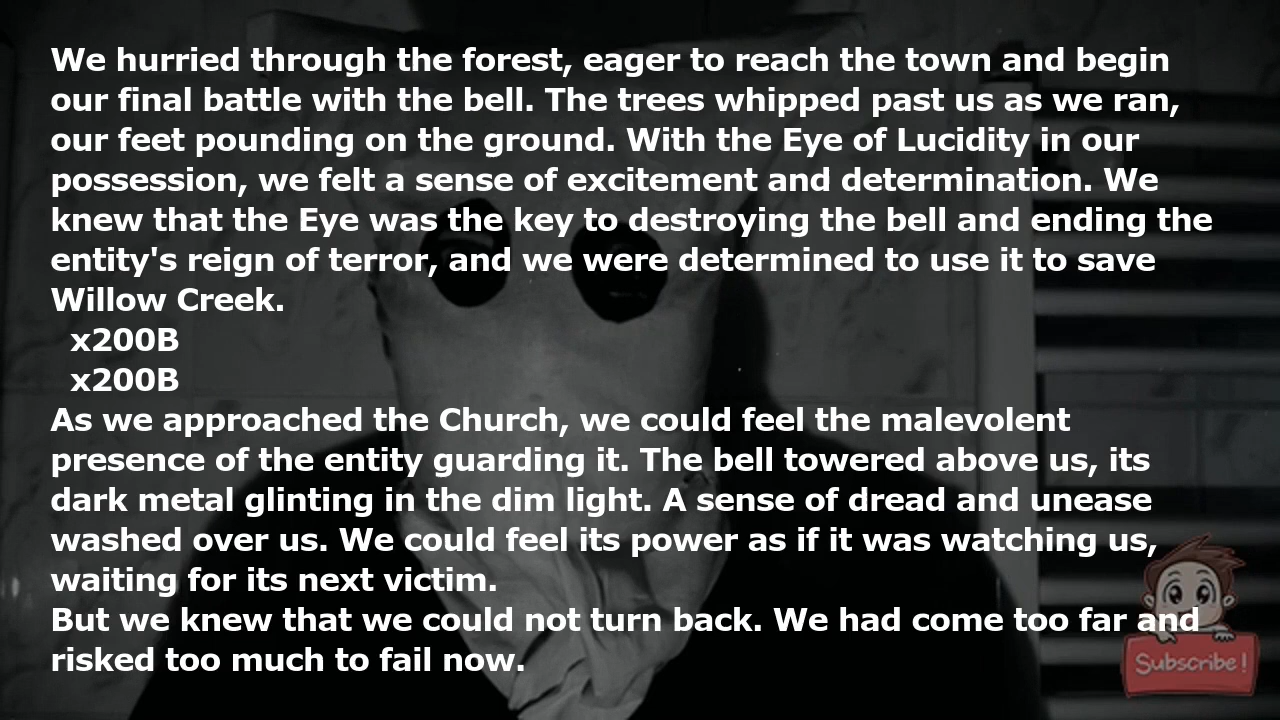 We hurried through the forest, eager to reach the town and begin
our final battle with the bell. The trees whipped past us as we ran,
our feet pounding on the ground. With the Eye of Lucidity in our
possession, we felt a sense of excitement and determination. We
knew that the Eye was the key to destroying the bell and ending the
entity's reign of terror, and we were determined to use it to save
Willow Creek.
x200B
x200B
As we approached the Church, we could feel the malevolent
presence of the entity guarding it. The bell towered above us, its
dark metal glinting in the dim light. A sense of dread and unease
washed over us. We could feel its power as if it was watching us,
waiting for its next victim.
But we knew that we could not turn back. We had come too far and
risked too much to fail now.
Subscribe!